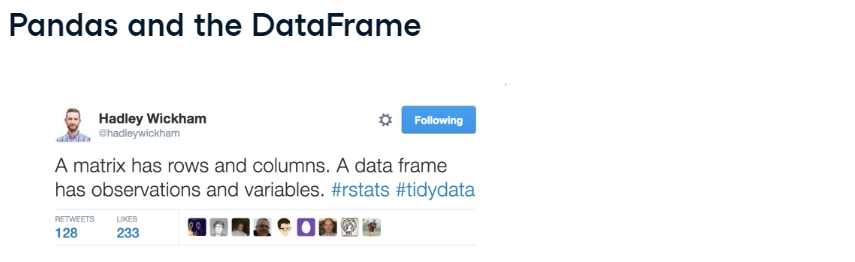 Pandas and the DataFrame
Hadley Wickham
@hadleywickham
Following
A matrix has rows and columns. A data frame
has observations and variables. #rstats #tidydata
RETWEETS LIKES
128 233